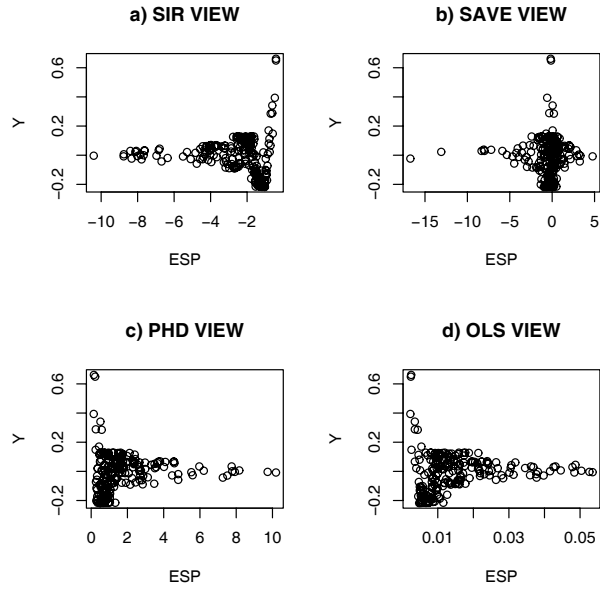 a) SIR VIEW
Y
−0.2 0.2 0.6
−10 −8 −6 −4 −2
ESP
b) SAVE VIEW
Y
−0.2 0.2 0.6
−15 −10 −5 0 5
ESP
c) PHD VIEW
Y
−0.2 0.2 0.6
0 2 4 6 8 10
ESP
d) OLS VIEW
Y
−0.2 0.2 0.6
0.01 0.03 0.05
ESP